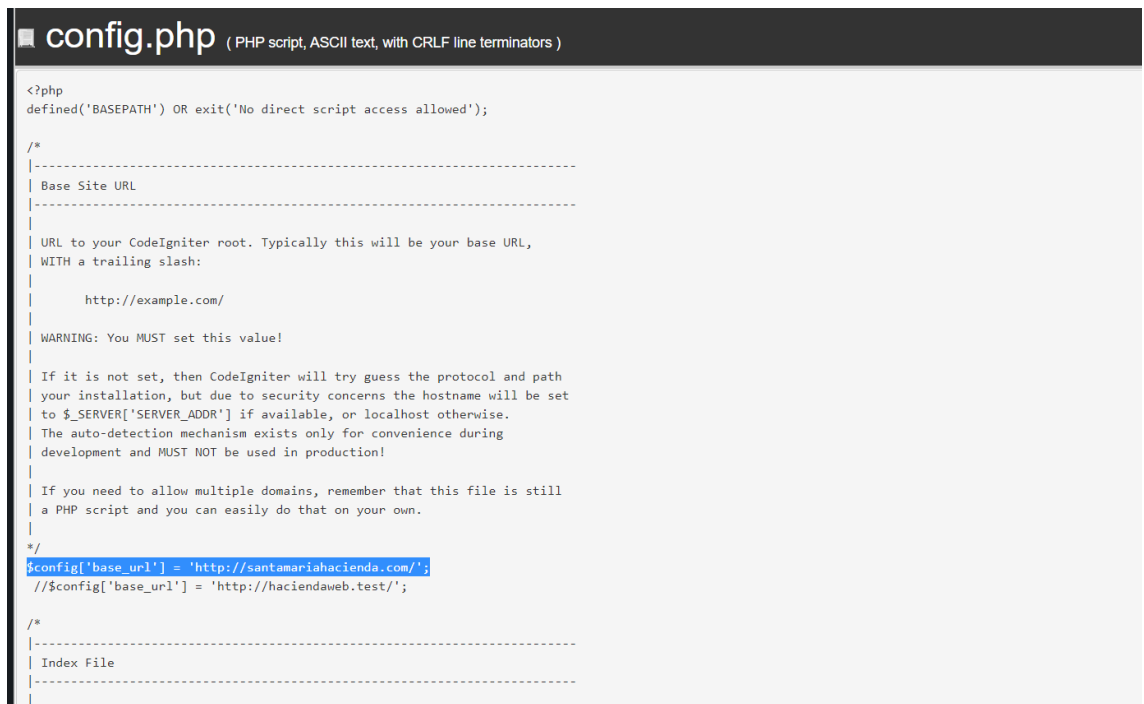 config.php ( PHP script, ASCII text, with CRLF line terminators )
<?php
defined('BASEPATH') OR exit('No direct script access allowed');
/*
|--------------------------------------------------------------------------
| Base Site URL
|--------------------------------------------------------------------------
|
| URL to your CodeIgniter root. Typically this will be your base URL,
| WITH a trailing slash:
|
|	http://example.com/
|
| WARNING: You MUST set this value!
|
| If it is not set, then CodeIgniter will try guess the protocol and path
| your installation, but due to security concerns the hostname will be set
| to $_SERVER['SERVER_ADDR'] if available, or localhost otherwise.
| The auto-detection mechanism exists only for convenience during
| development and MUST NOT be used in production!
|
| If you need to allow multiple domains, remember that this file is still
| a PHP script and you can easily do that on your own.
|
*/
$config['base_url'] = 'http://santamariahacienda.com/';
//$config['base_url'] = 'http://haciendaweb.test/';
/*
|--------------------------------------------------------------------------
| Index File
|--------------------------------------------------------------------------
|